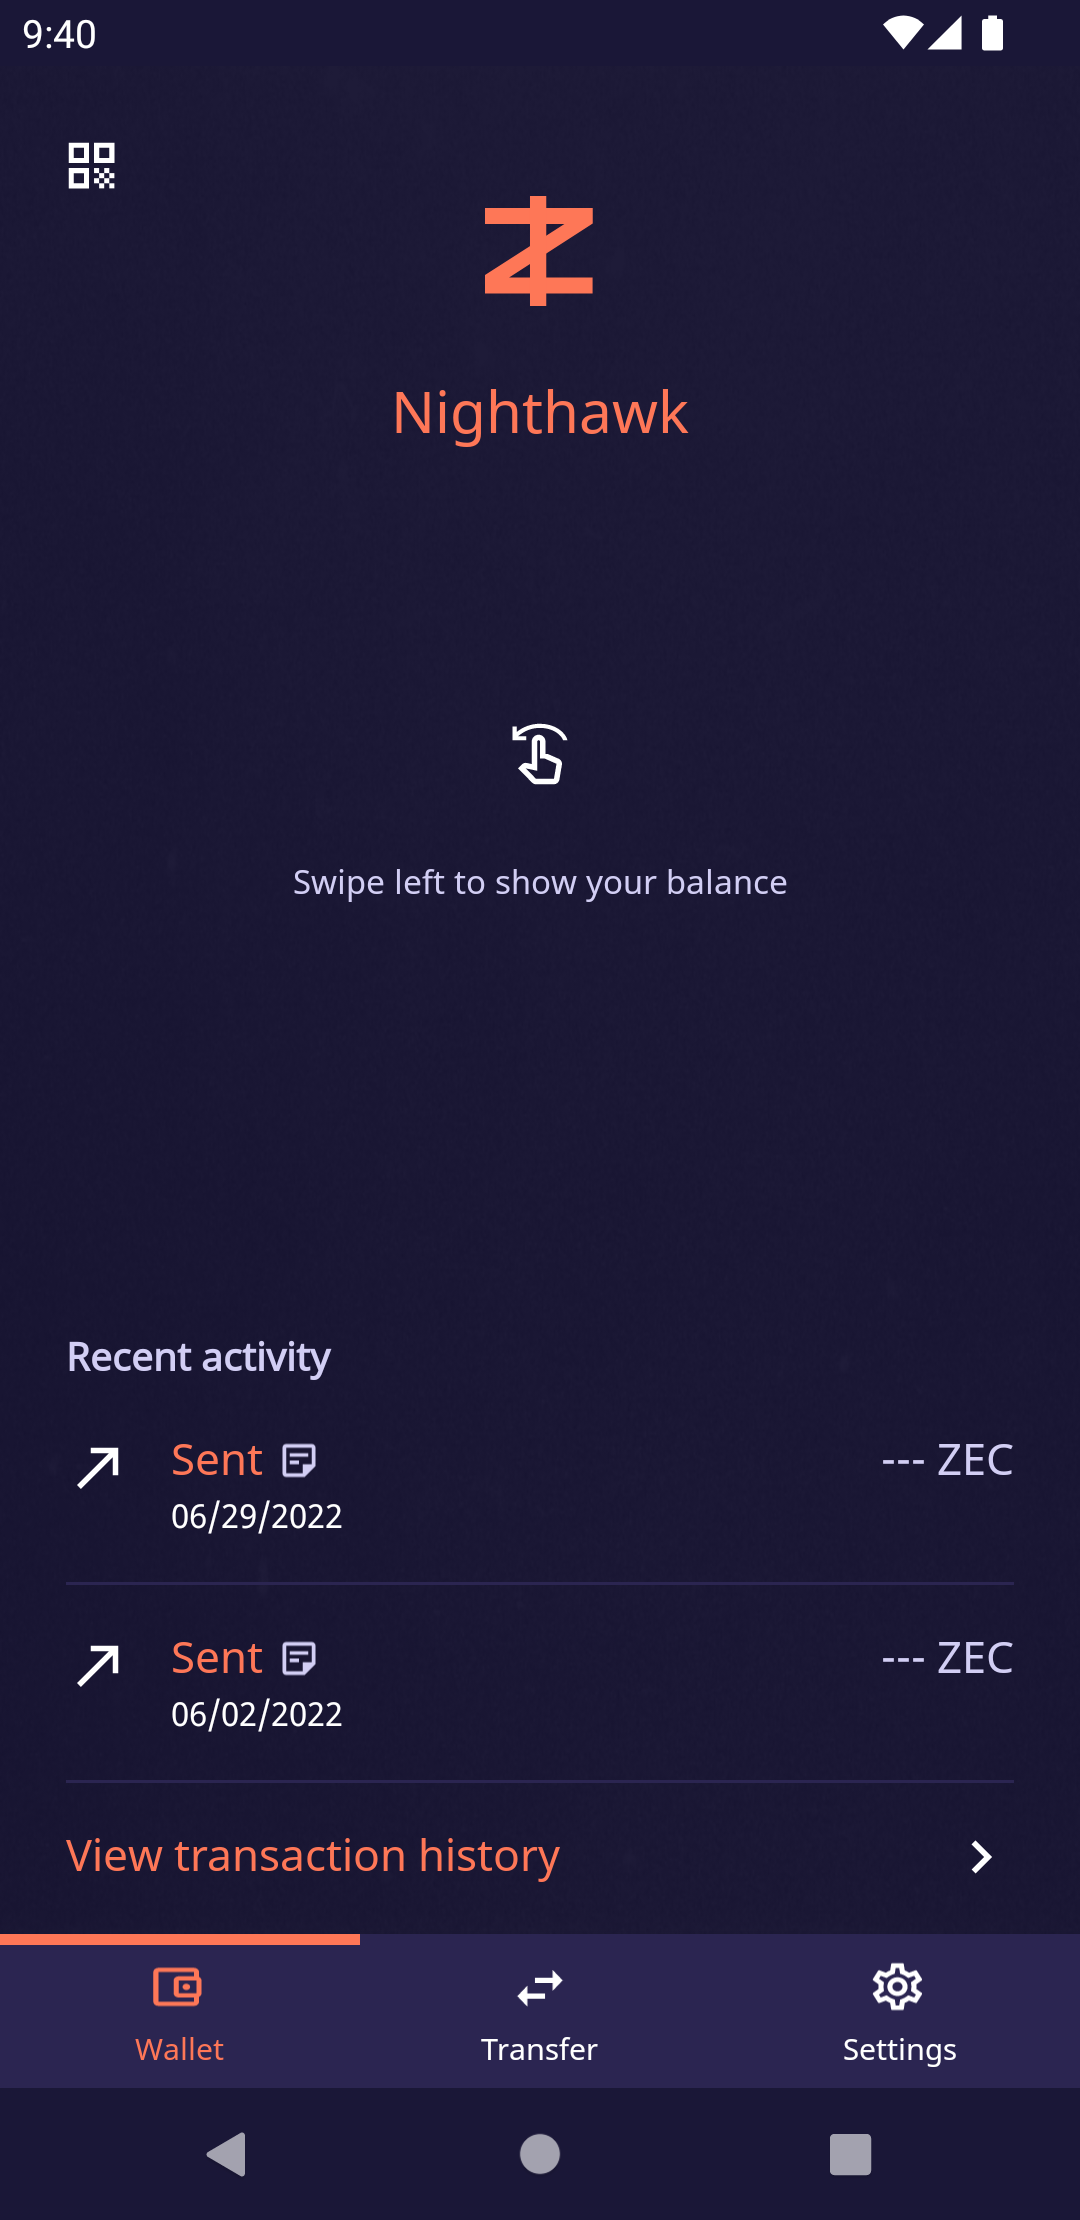 9:40
Nighthawk
Swipe left to show your balance
Recent activity
Sent
--- ZEC
06/29/2022
Sent
--- ZEC
06/02/2022
View transaction history
Wallet
Transfer
Settings